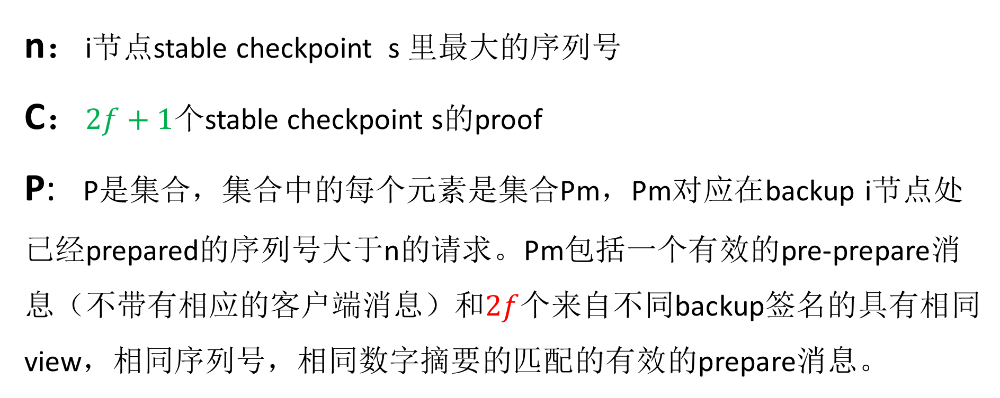 n： i节点stable checkpoint s 里最大的序列号
C： 2f + 1个stable checkpoint s的proof
P: P是集合，集合中的每个元素是集合Pm，Pm对应在backup i节点处
已经prepared的序列号大于n的请求。Pm包括一个有效的pre-prepare消
息（不带有相应的客户端消息）和2f个来自不同backup签名的具有相同
view，相同序列号，相同数字摘要的匹配的有效的prepare消息。